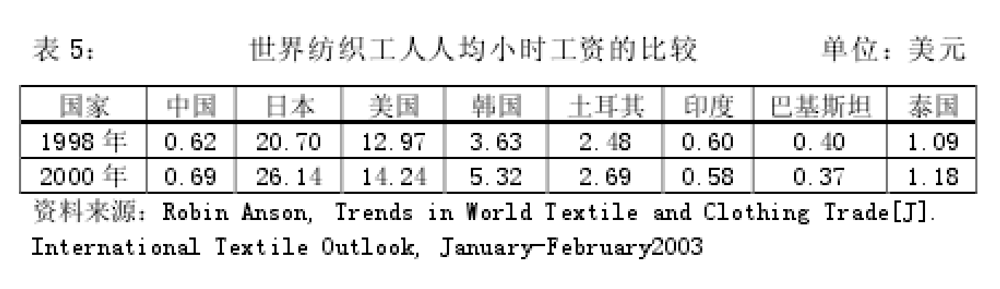 表 5： 世界纺织工人人均小时工资的比较 单位：美元
国家 中国 日本 美国 韩国 土耳其 印度 巴基斯坦 泰国
1998 年 0.62 20.70 12.97 3.63 2.48 0.60 0.40 1.09
2000 年 0.69 26.14 14.24 5.32 2.69 0.58 0.37 1.18
资料来源：Robin Anson, Trends in World Textile and Clothing Trade[J].
International Textile Outlook, January-February2003